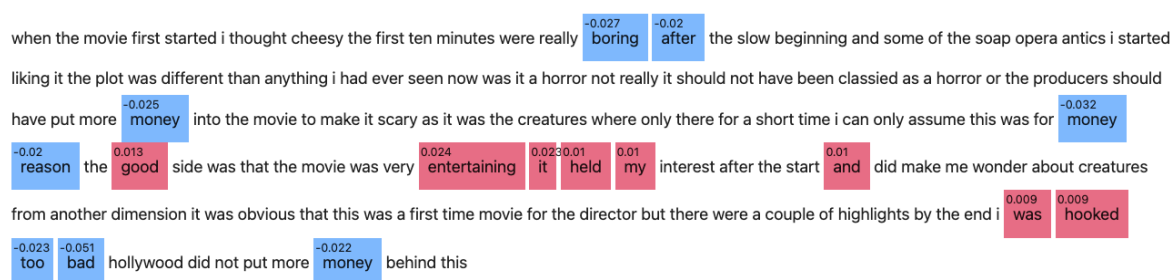 -0.027 -0.02
when the movie first started i thought cheesy the first ten minutes were really boring after the slow beginning and some of the soap opera antics i started
liking it the plot was different than anything i had ever seen now was it a horror not really it should not have been classied as a horror or the producers should
-0.025 -0.032
have put more money into the movie to make it scary as it was the creatures where only there for a short time i can only assume this was for money
-0.02 0.013 0.024 0.023 0.01 0.01 0.01
reason the good side was that the movie was very entertaining it held my interest after the start and did make me wonder about creatures
0.009 0.009
from another dimension it was obvious that this was a first time movie for the director but there were a couple of highlights by the end i was hooked
-0.023 -0.051 -0.022
too bad hollywood did not put more money behind this